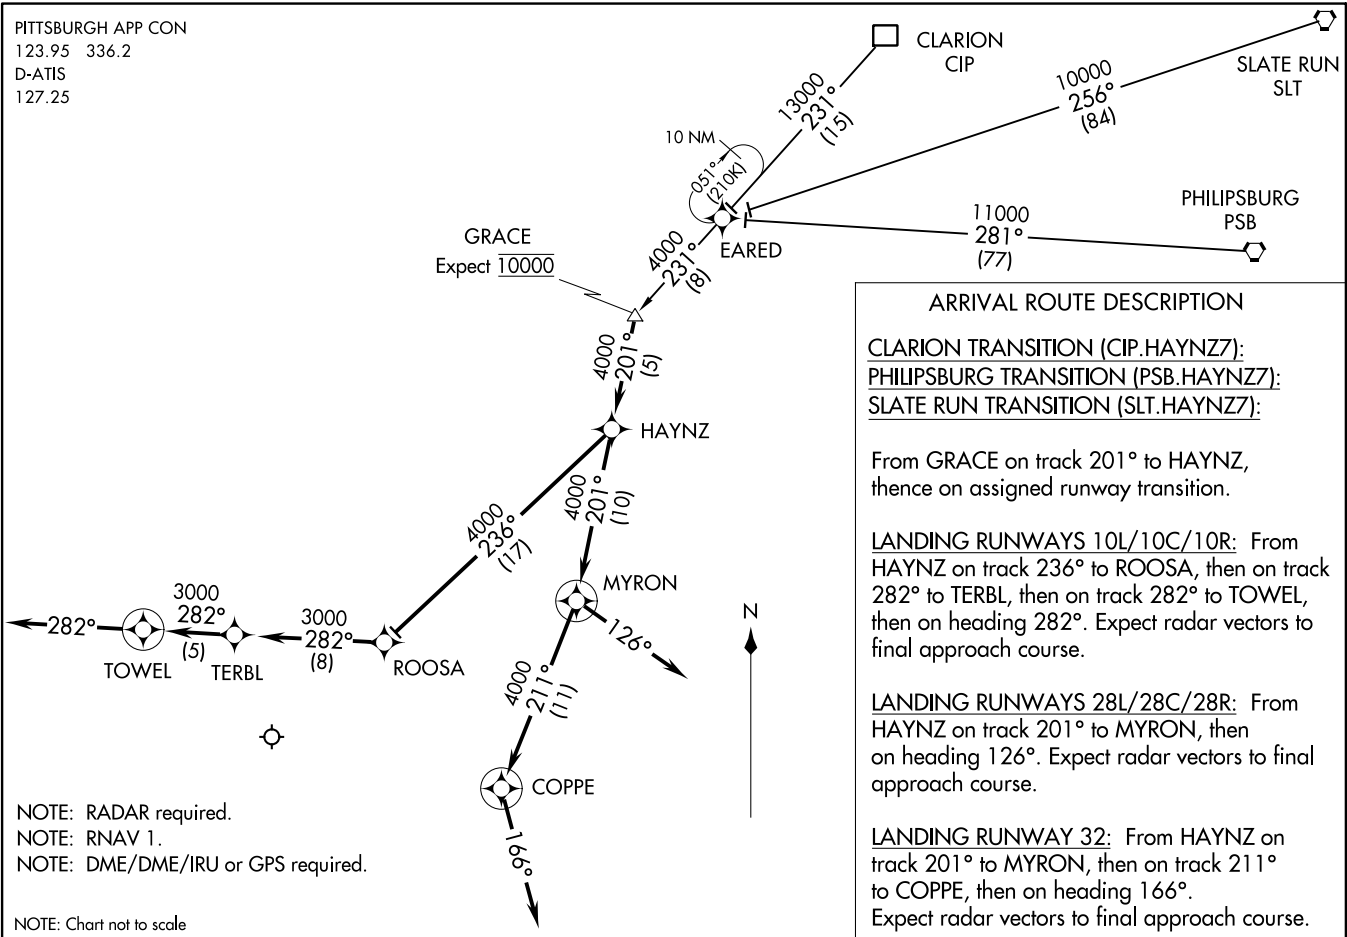 PITTSBURGH APP CON
123.95 336.2
D-ATIS
127.25
CLARION
CIP
SLATE RUN
SLT
13000
231°
(15)
10000
256°
(84)
10 NM
051°
(210K)
PHILIPSBURG
PSB
11000
281°
(77)
EARED
GRACE
Expect 10000
4000
231°
(8)
4000
201°
(5)
HAYNZ
4000
236°
(17)
4000
201°
(10)
MYRON
126°
N
3000
282°
(8)
3000
282°
(5)
282°
TOWEL
TERBL
ROOSA
4000
211°
(11)
COPPE
166°
NOTE: RADAR required.
NOTE: RNAV 1.
NOTE: DME/DME/IRU or GPS required.
NOTE: Chart not to scale
ARRIVAL ROUTE DESCRIPTION
CLARION TRANSITION (CIP.HAYNZ7):
PHILIPSBURG TRANSITION (PSB.HAYNZ7):
SLATE RUN TRANSITION (SLT.HAYNZ7):
From GRACE on track 201° to HAYNZ,
thence on assigned runway transition.
LANDING RUNWAYS 10L/10C/10R: From
HAYNZ on track 236° to ROOSA, then on track
282° to TERBL, then on track 282° to TOWEL,
then on heading 282°. Expect radar vectors to
final approach course.
LANDING RUNWAYS 28L/28C/28R: From
HAYNZ on track 201° to MYRON, then
on heading 126°. Expect radar vectors to final
approach course.
LANDING RUNWAY 32: From HAYNZ on
track 201° to MYRON, then on track 211°
to COPPE, then on heading 166°.
Expect radar vectors to final approach course.